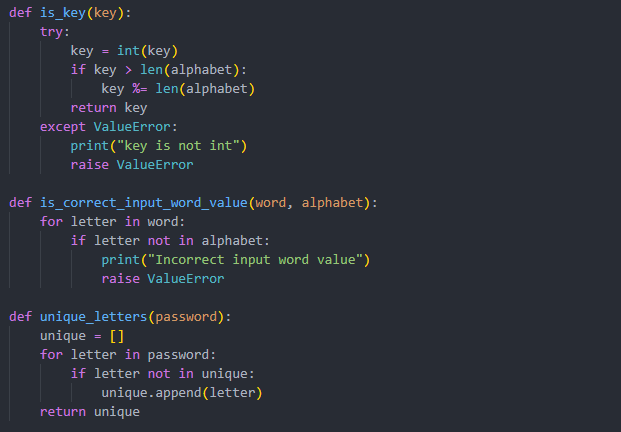 def is_key(key):
    try:
        key = int(key)
        if key > len(alphabet):
            key %= len(alphabet)
        return key
    except ValueError:
        print("key is not int")
        raise ValueError

def is_correct_input_word_value(word, alphabet):
    for letter in word:
        if letter not in alphabet:
            print("Incorrect input word value")
            raise ValueError

def unique_letters(password):
    unique = []
    for letter in password:
        if letter not in unique:
            unique.append(letter)
    return unique